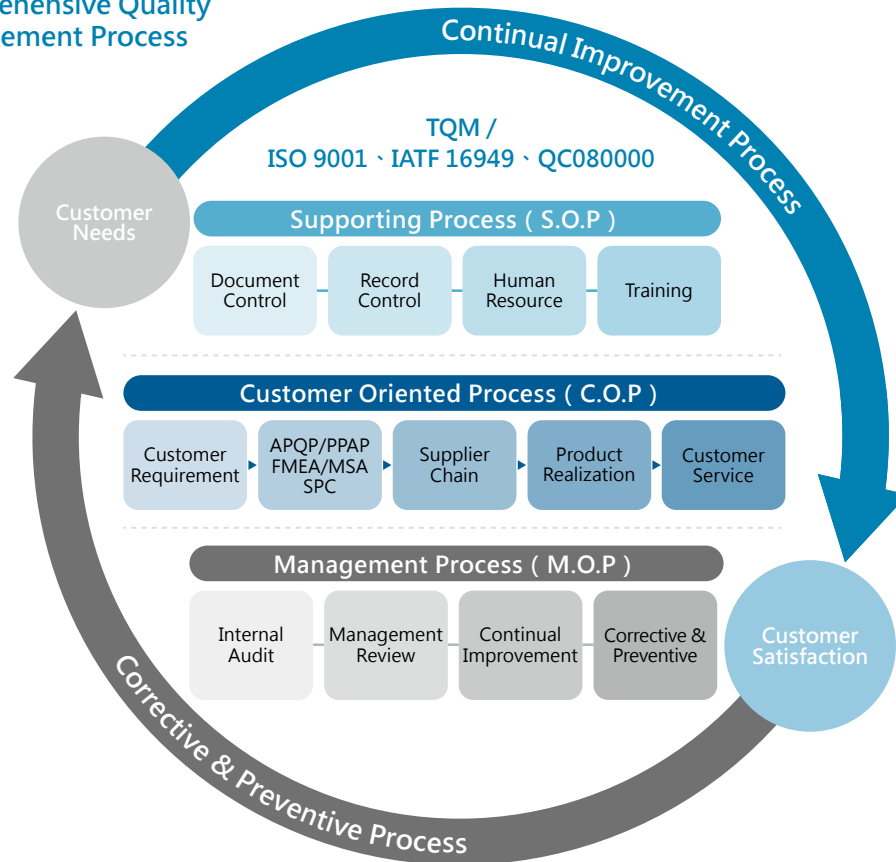 ehensive Quality
ement Process
Continual Improvement Process
TQM /
ISO 9001、IATF 16949、QC080000
Customer
Needs
Supporting Process ( S.O.P )
Document
Control
Record
Control
Human
Resource
Training
Customer Oriented Process ( C.O.P )
Customer
Requirement
APQP/PPAP
FMEA/MSA
SPC
Supplier
Chain
Product
Realization
Customer
Service
Management Process ( M.O.P )
Internal
Audit
Management
Review
Continual
Improvement
Corrective &
Preventive
Customer
Satisfaction
Corrective & Preventive Process